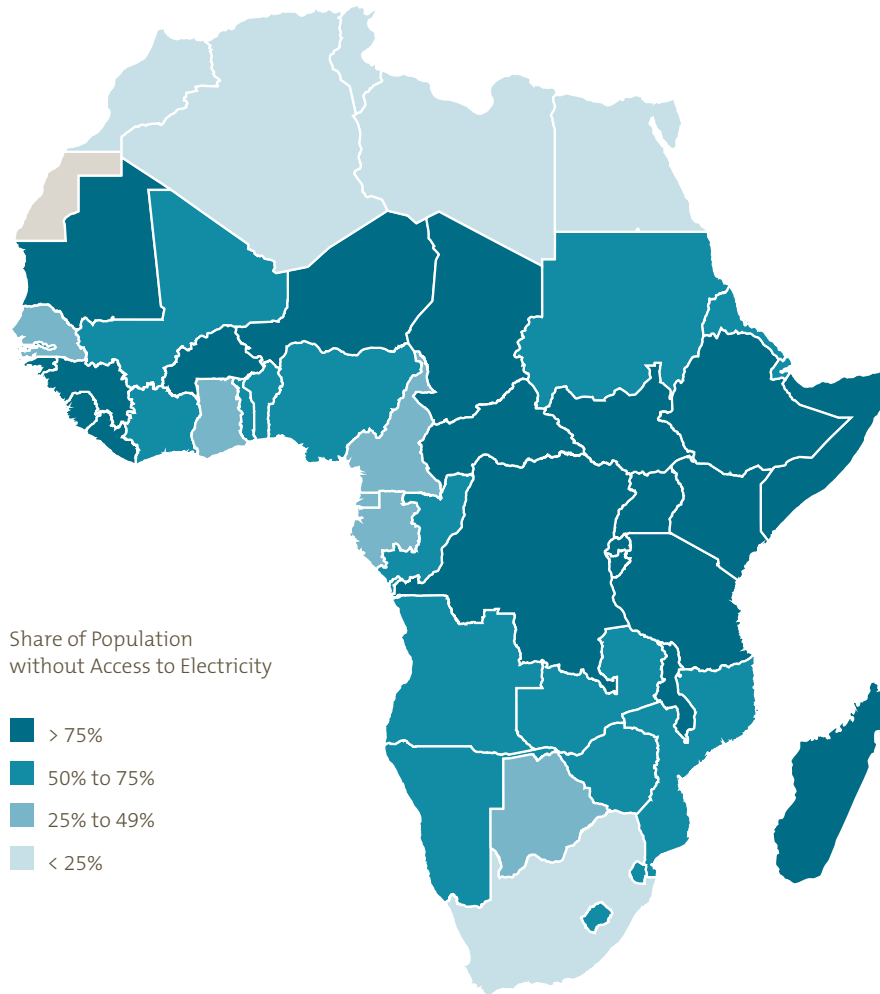 Share of Population
without Access to Electricity
> 75%
50% to 75%
25% to 49%
< 25%